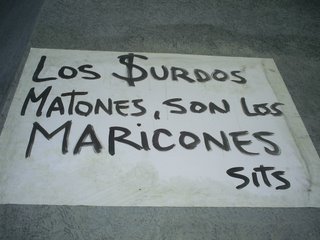 LOS $URDOS
MATONES, SON LOS
MARICONES
SitS